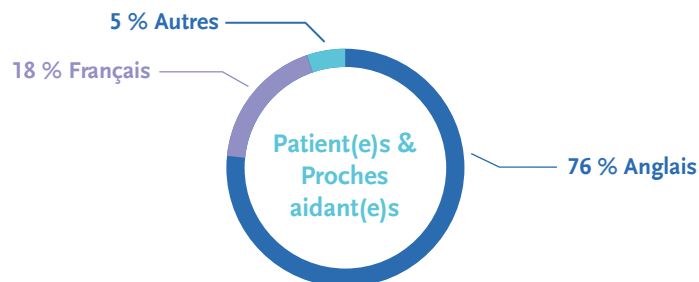 5 % Autres
18 % Français
Patient(e)s &
Proches
aidant(e)s
76 % Anglais